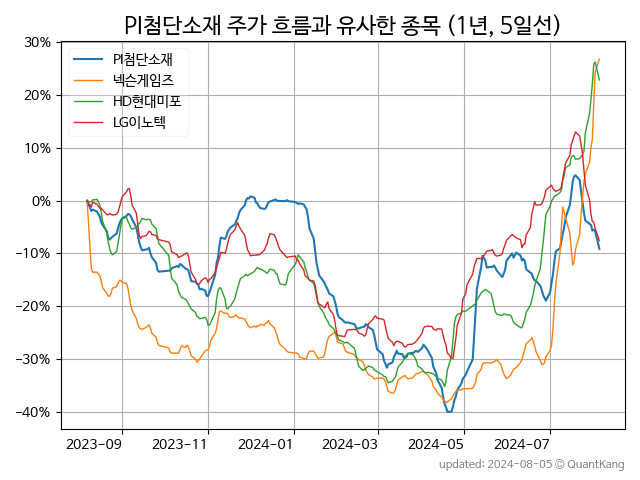 PI첨단소재 주가 흐름과 유사한 종목 (1년, 5일선)
30%
20%
10%
0%
−10%
−20%
−30%
−40%
PI첨단소재
넥슨게임즈
HD현대미포
LG이노텍
2023-09
2023-11
2024-01
2024-03
2024-05
2024-07
updated: 2024-08-05 © QuantKang